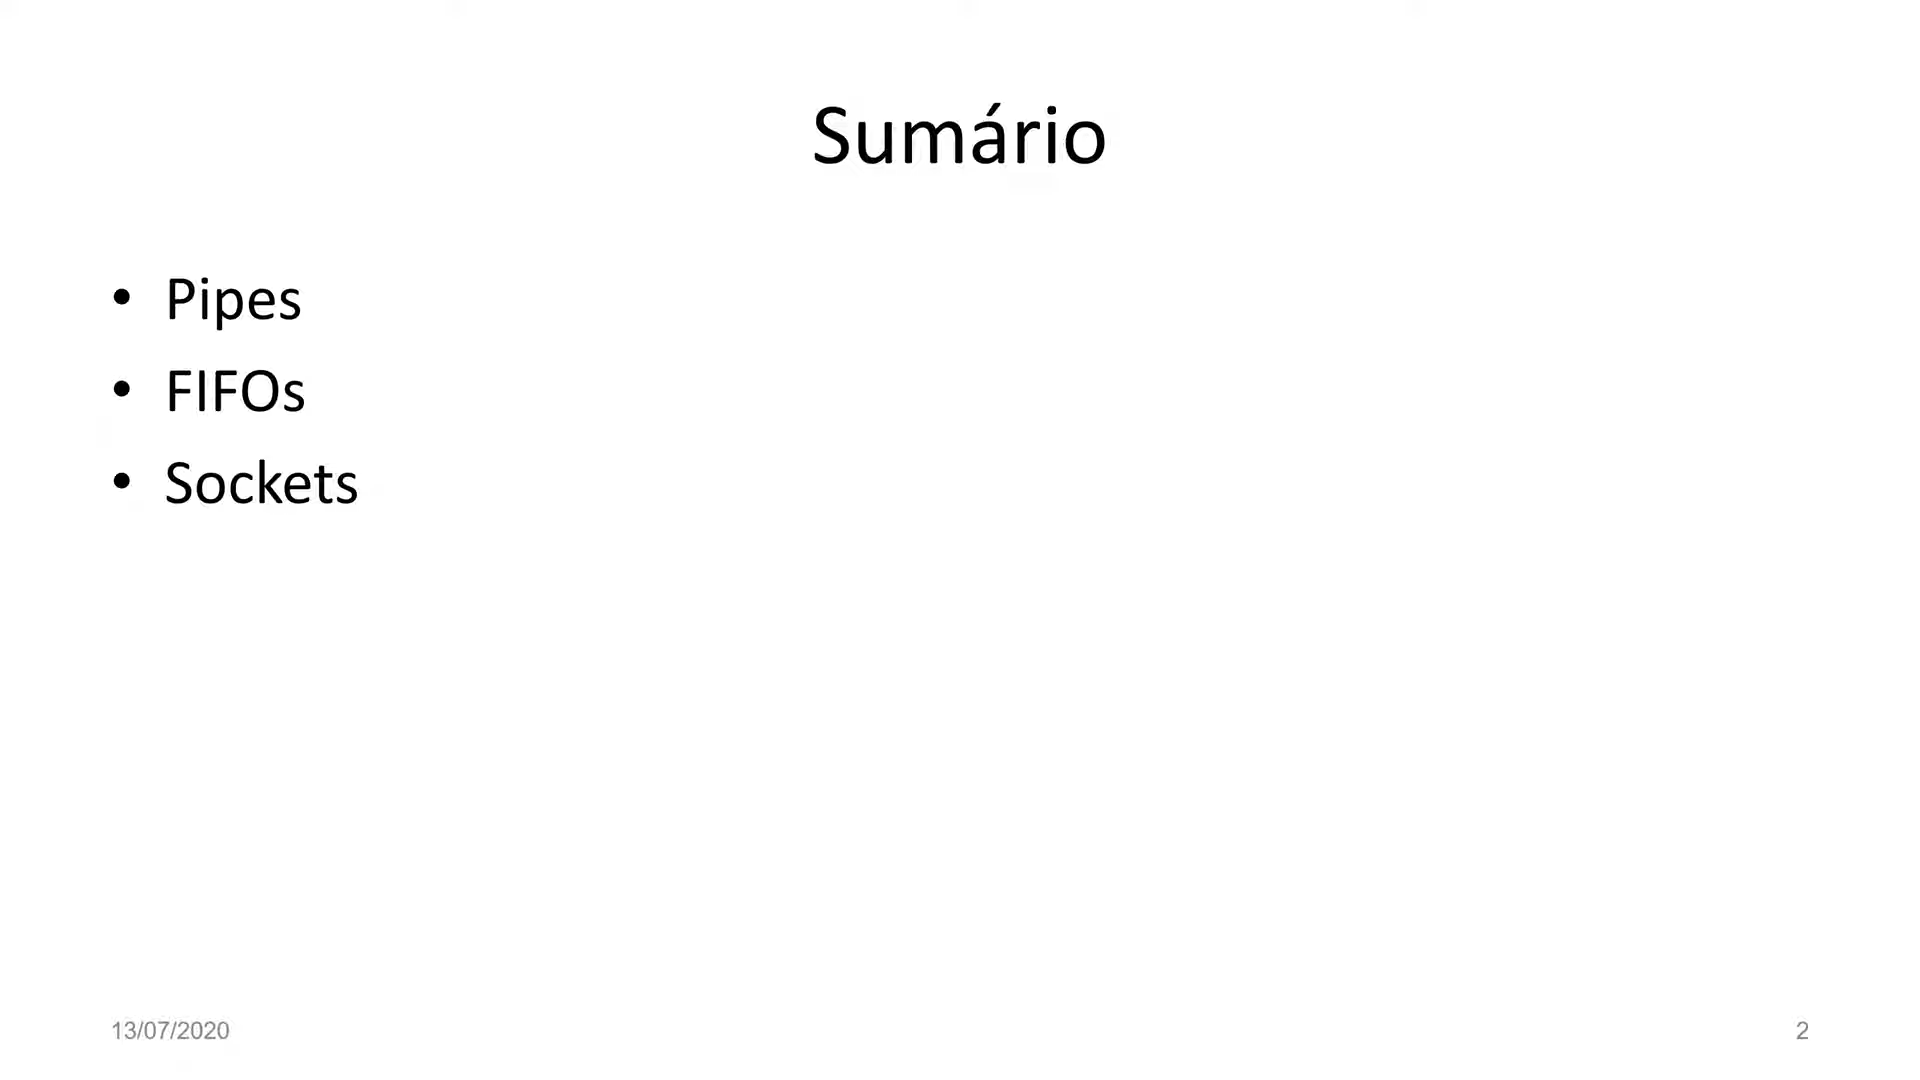 Sumário
• Pipes
• FIFOs
• Sockets
13/07/2020
2